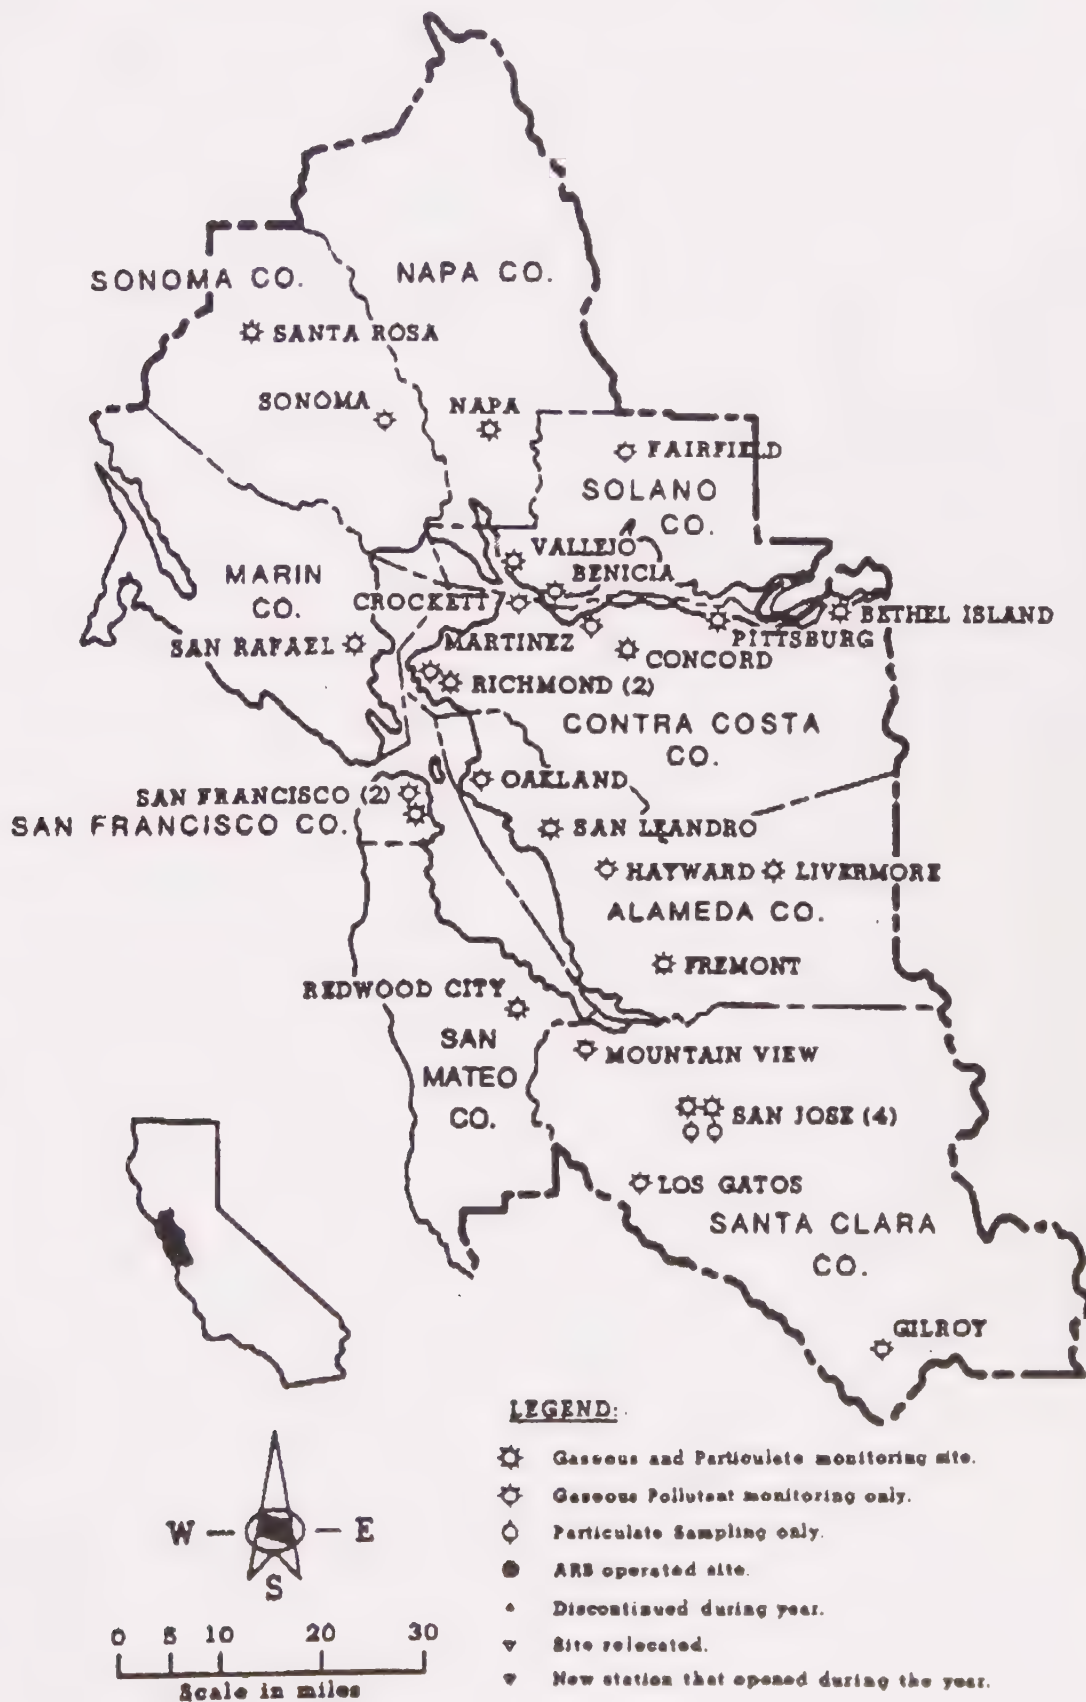 SONOMA CO.
NAPA CO.
SANTA ROSA
SONOMA
NAPA
FAIRFIELD
SOLANO
CO.
VALLEJO
BENICIA
MARIN
CO.
CROCKETT
BETHEL ISLAND
SAN RAFAEL
MARTINEZ
PITTSBURG
CONCORD
RICHMOND (2)
CONTRA COSTA
CO.
OAKLAND
SAN FRANCISCO (2)
SAN FRANCISCO CO.
SAN LEANDRO
HAYWARD
LIVERMORE
ALAMEDA CO.
FREMONT
REDWOOD CITY
SAN
MATEO
CO.
MOUNTAIN VIEW
SAN JOSE (4)
LOS GATOS
SANTA CLARA
CO.
GILROY
LEGEND:
Gaseous and Particulate monitoring site.
Gaseous Pollutant monitoring only.
Particulate Sampling only.
ARB operated site.
Discontinued during year.
Site relocated.
New station that opened during the year.
W E
S
0 5 10 20 30
Scale in miles